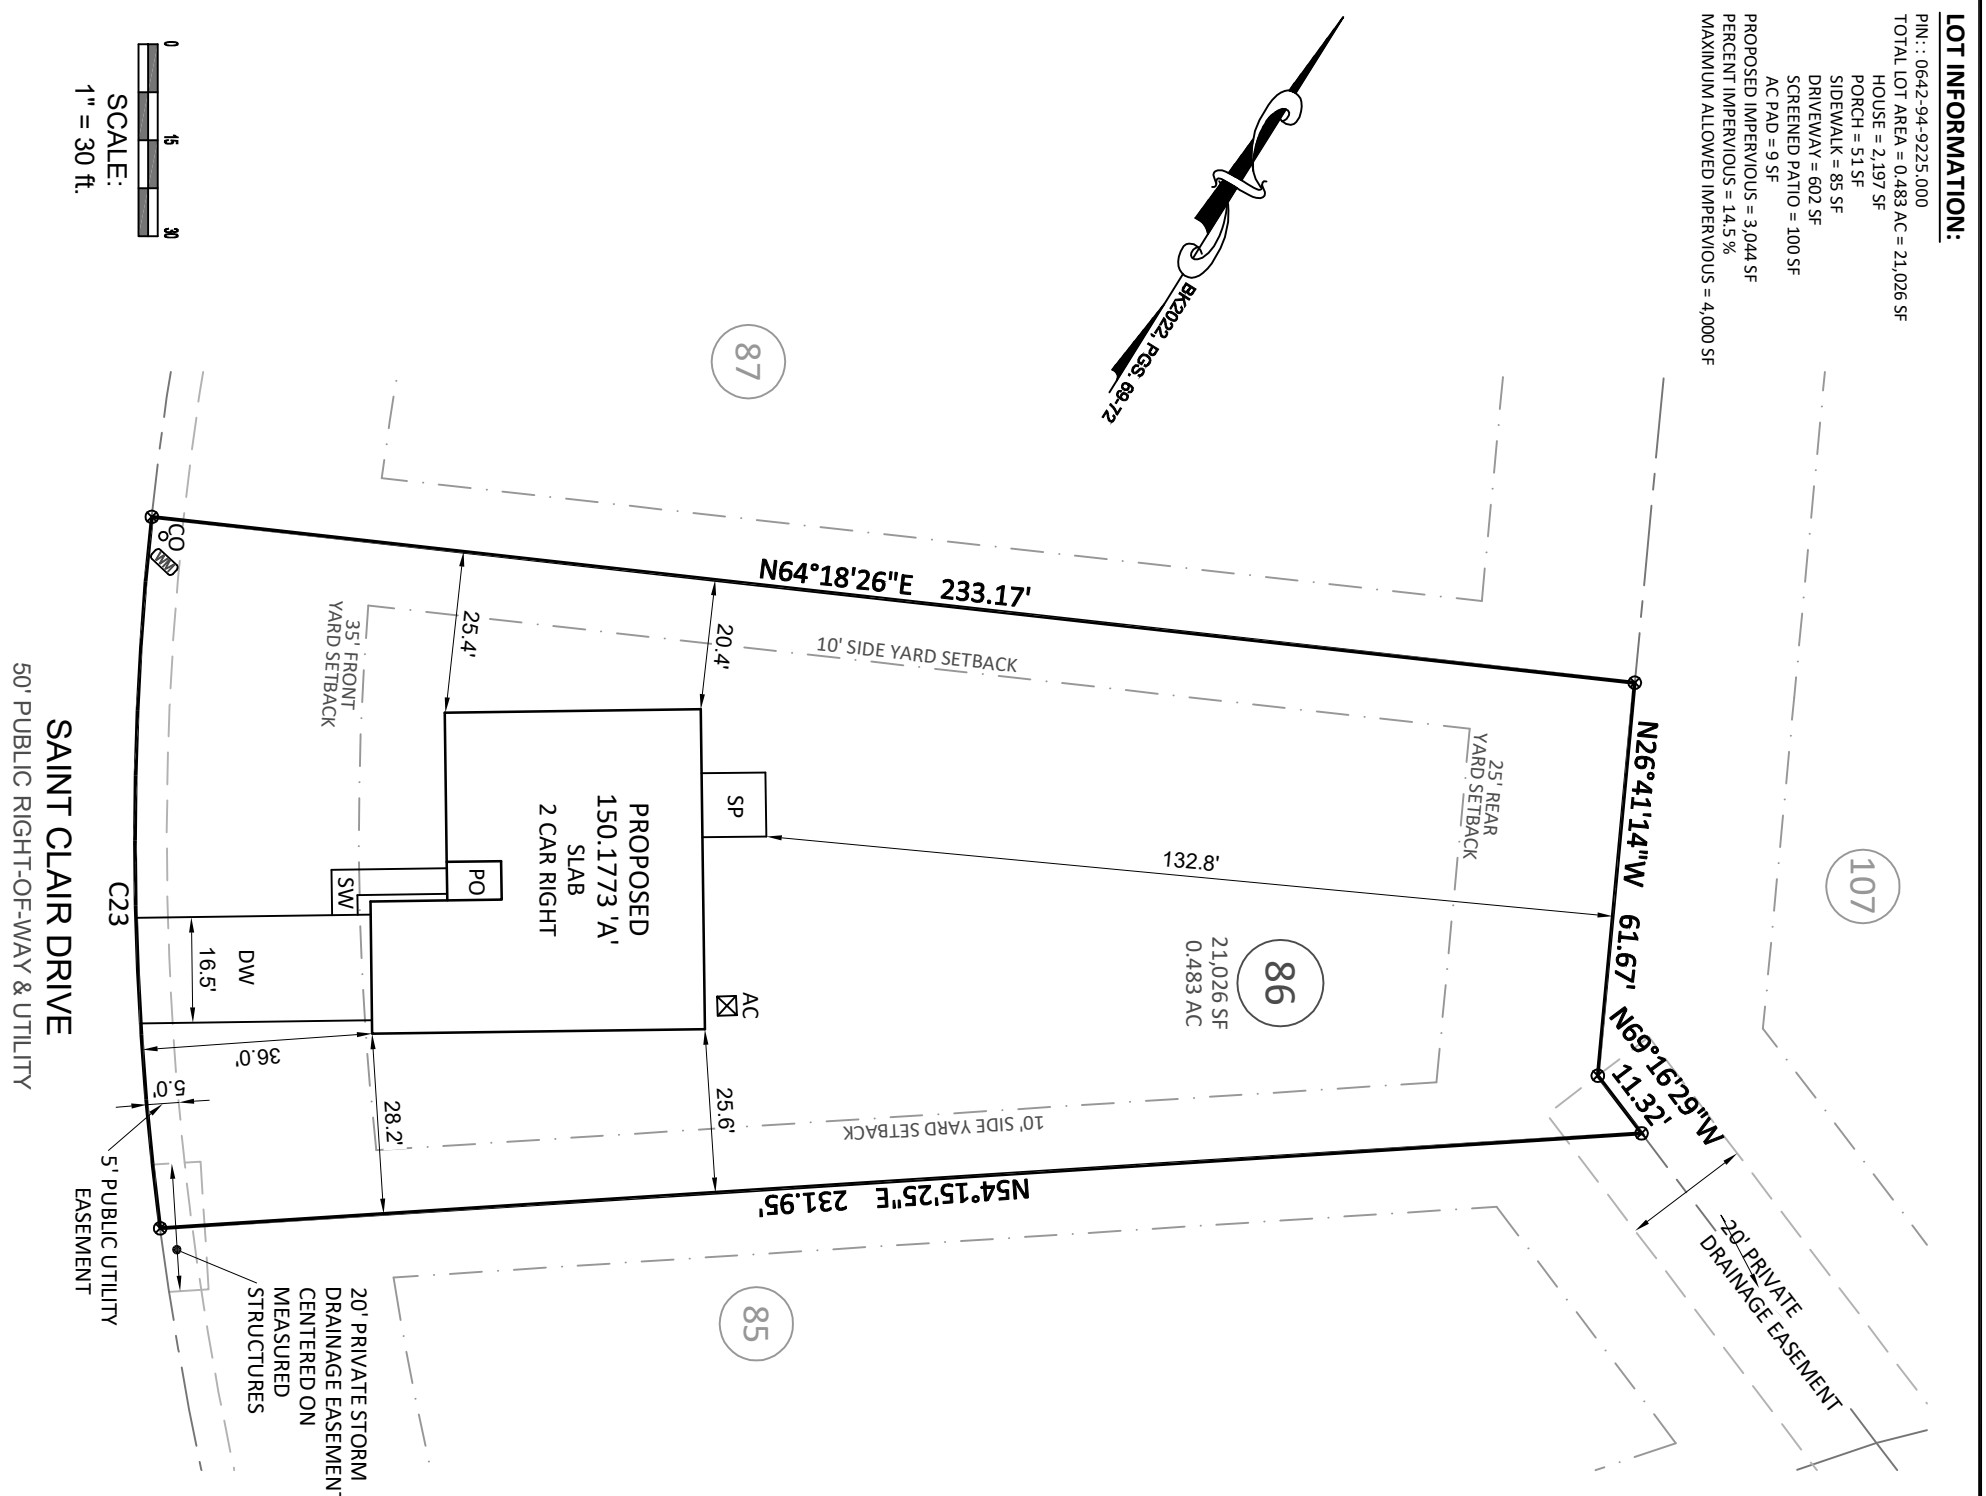 LOT INFORMATION:
PIN: : 0642-94-9225.000
TOTAL LOT AREA = 0.483 AC = 21,026 SF
HOUSE = 2,197 SF
PORCH = 51 SF
SIDEWALK = 85 SF
DRIVEWAY = 602 SF
SCREENED PATIO = 100 SF
AC PAD = 9 SF
PROPOSED IMPERVIOUS = 3,044 SF
PERCENT IMPERVIOUS = 14.5 %
MAXIMUM ALLOWED IMPERVIOUS = 4,000 SF
BK2022, PGS. 69-72
107
N26°41'14"W 61.67'
N69°16'29"W
11.32'
20' PRIVATE
DRAINAGE EASEMENT
25' REAR
YARD SETBACK
86
21,026 SF
0.483 AC
132.8'
87
N64°18'26"E 233.17'
10' SIDE YARD SETBACK
20.4'
25.4'
SP
AC
PROPOSED
150.1773 'A'
SLAB
2 CAR RIGHT
PO
SW
25.6'
28.2'
10' SIDE YARD SETBACK
N54°15'25"E 231.95'
85
35' FRONT
YARD SETBACK
DW
16.5'
36.0'
5.0'
CO
WM
20' PRIVATE STORM
DRAINAGE EASEMENT
CENTERED ON
MEASURED
STRUCTURES
5' PUBLIC UTILITY
EASEMENT
C23
SAINT CLAIR DRIVE
50' PUBLIC RIGHT-OF-WAY & UTILITY
0 15 30
SCALE:
1" = 30 ft.